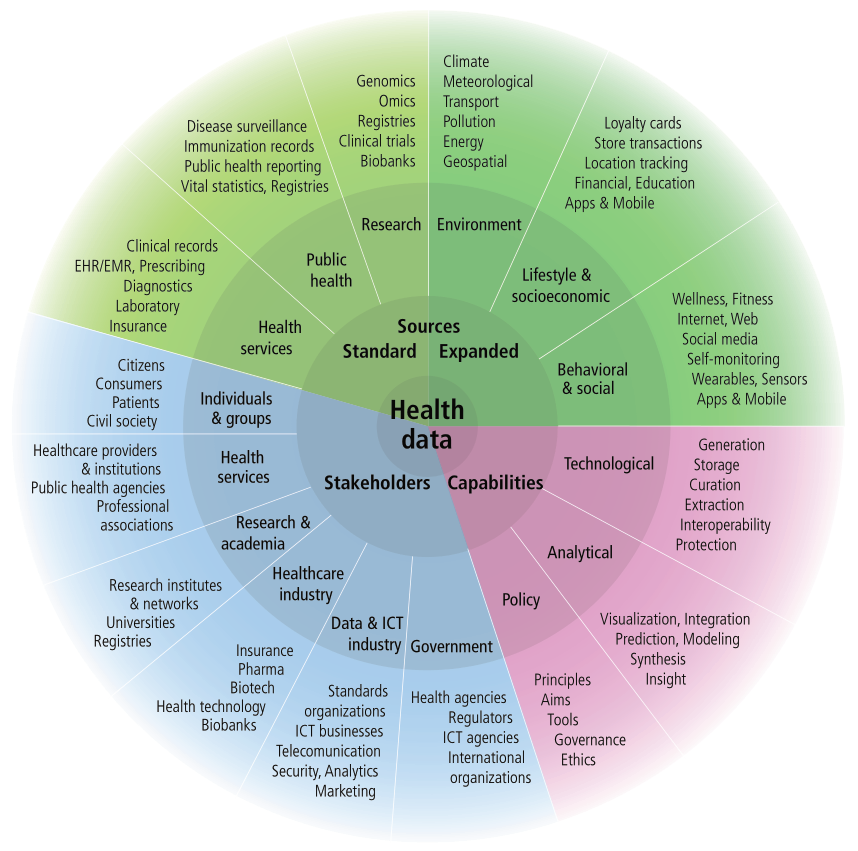 Health
data
Sources
Standard
Expanded
Stakeholders
Capabilities
Research
Genomics
Omics
Registries
Clinical trials
Biobanks
Environment
Climate
Meteorological
Transport
Pollution
Energy
Geospatial
Lifestyle &
socioeconomic
Loyalty cards
Store transactions
Location tracking
Financial, Education
Apps & Mobile
Behavioral
& social
Wellness, Fitness
Internet, Web
Social media
Self-monitoring
Wearables, Sensors
Apps & Mobile
Technological
Generation
Storage
Curation
Extraction
Interoperability
Protection
Analytical
Visualization, Integration
Prediction, Modeling
Synthesis
Insight
Policy
Principles
Aims
Tools
Governance
Ethics
Government
Health agencies
Regulators
ICT agencies
International
organizations
Data & ICT
industry
Standards
organizations
ICT businesses
Telecomunication
Security, Analytics
Marketing
Healthcare
industry
Insurance
Pharma
Biotech
Health technology
Biobanks
Research &
academia
Research institutes
& networks
Universities
Registries
Health
services
Healthcare providers
& institutions
Public health agencies
Professional
associations
Individuals
& groups
Citizens
Consumers
Patients
Civil society
Health
services
Clinical records
EHR/EMR, Prescribing
Diagnostics
Laboratory
Insurance
Public
health
Disease surveillance
Immunization records
Public health reporting
Vital statistics, Registries